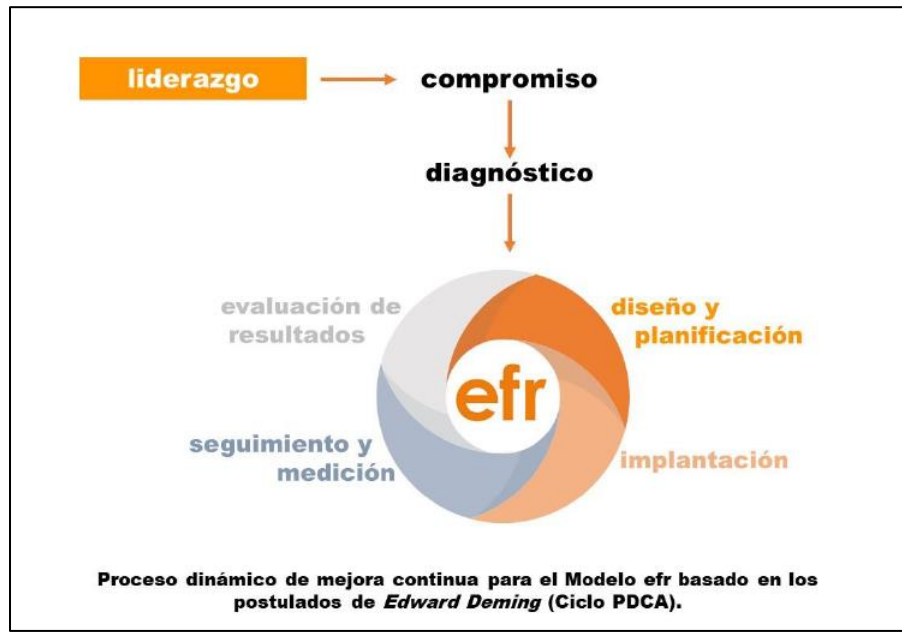 liderazgo
compromiso
diagnóstico
evaluación de
resultados
diseño y
planificación
efr
seguimiento y
medición
implantación
Proceso dinámico de mejora continua para el Modelo efr basado en los
postulados de Edward Deming (Ciclo PDCA).